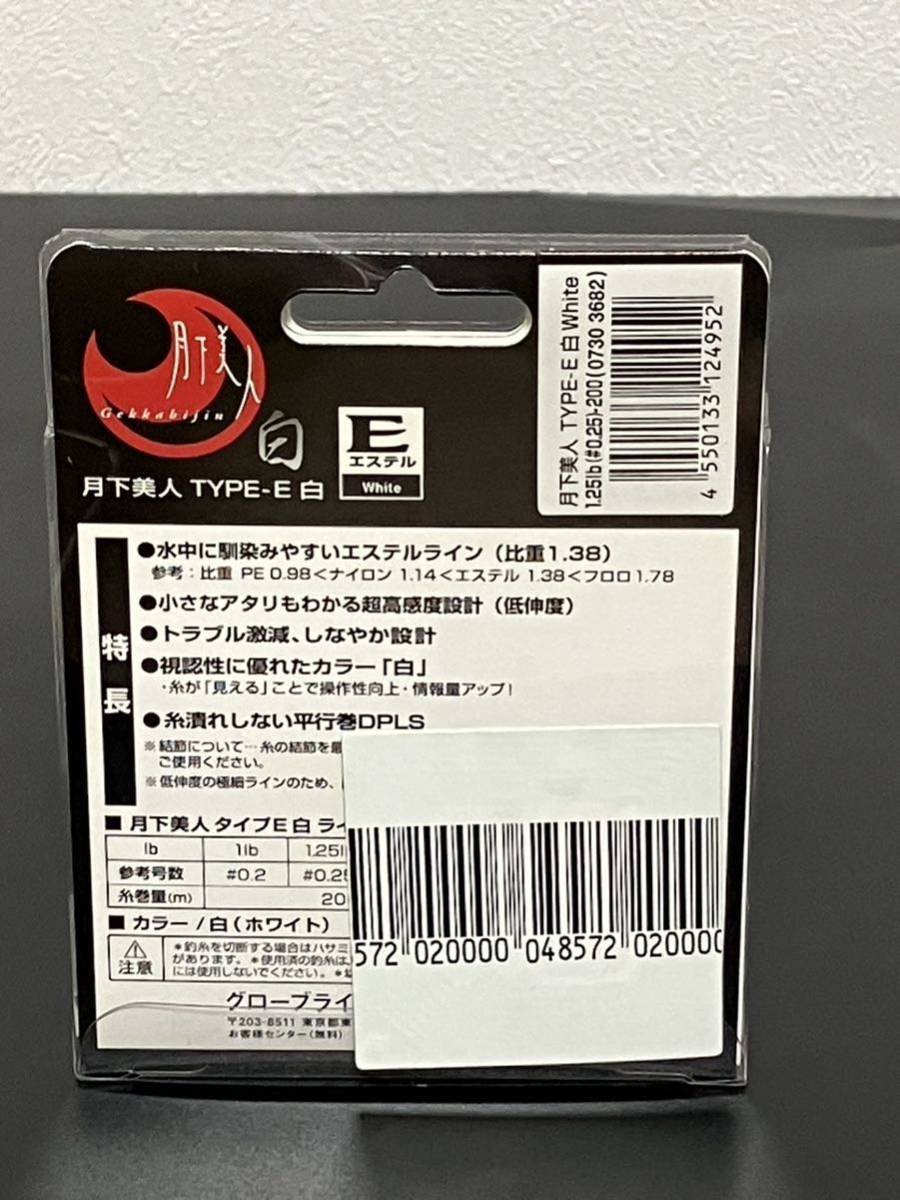 月下美人
Gekkabijin
白
E
エステル
White
月下美人 TYPE-E 白
月下美人 TYPE-E 白 White
1.25lb(#0.25)-200(0730 3682)
4 550133 124952
特長
●水中に馴染みやすいエステルライン（比重1.38）
参考：比重 PE 0.98＜ナイロン 1.14＜エステル 1.38＜フロロ1.78
●小さなアタリもわかる超高感度設計（低伸度）
●トラブル激減、しなやか設計
●視認性に優れたカラー「白」
・糸が「見える」ことで操作性向上・情報量アップ！
●糸潰れしない平行巻DPLS
※結節について…糸の結節を最
ご使用ください。
※低伸度の極細ラインのため、
■月下美人タイプE 白 ラ
lb 1lb 1.25l
参考号数 #0.2 #0.25
糸巻量(m) 20
■カラー/白（ホワイト）
注意
＊釣糸を切断する場合はハサミ
があります。＊使用済の釣糸は
には使用しないでください。＊
グローブライ
〒203-8511 東京都東
お客様センター（無料）
572 020000 048572 020000